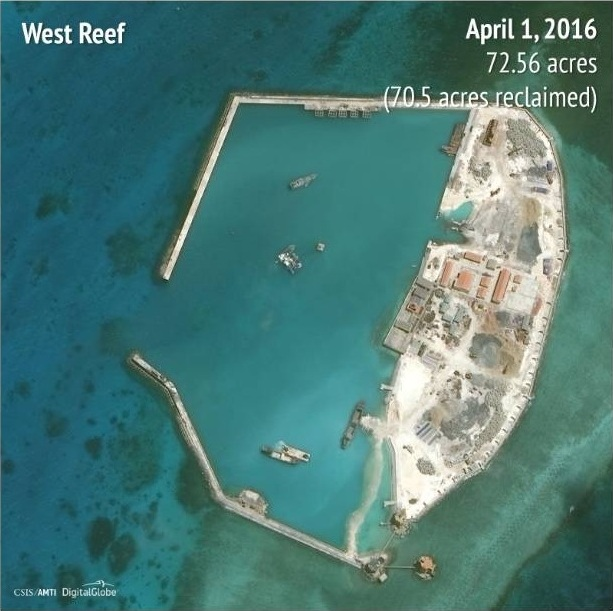 West Reef
April 1, 2016
72.56 acres
(70.5 acres reclaimed)
CSIS/AMTI DigitalGlobe